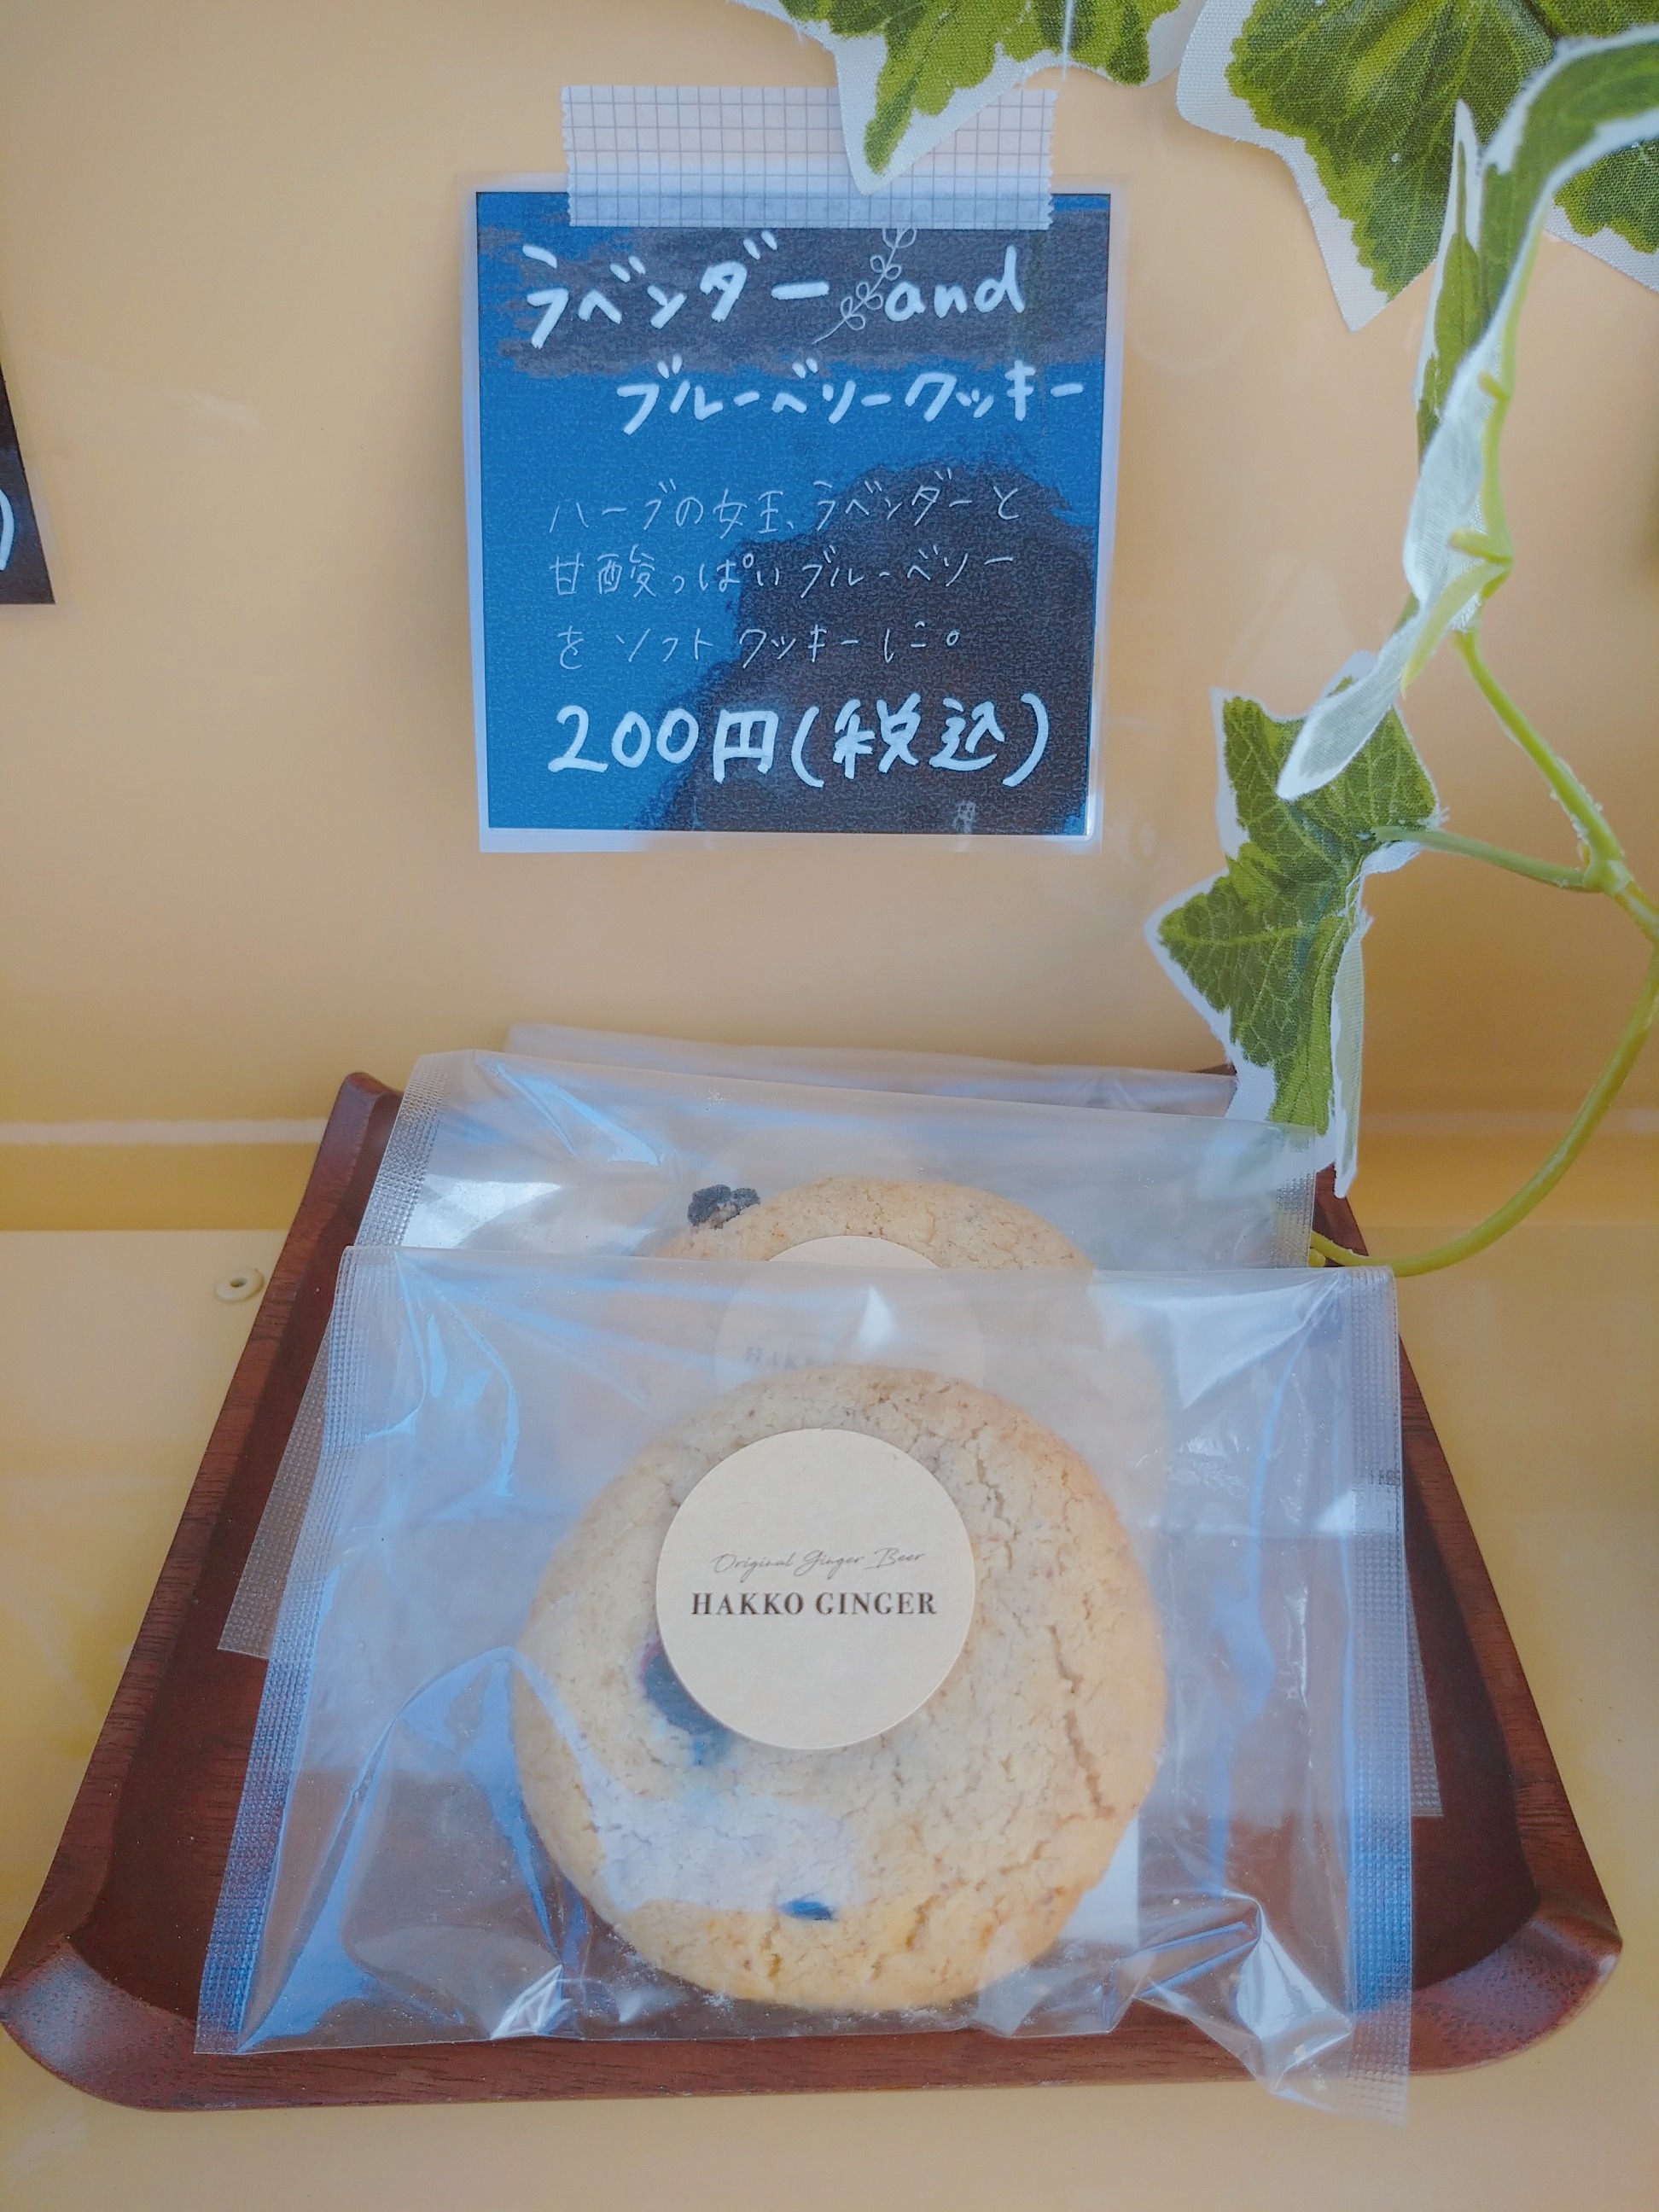 ラベンダー and
ブルーベリークッキー
ハーブの女王、ラベンダーと
甘酸っぱい ブルーベリー
を ソフト クッキーに。
200円(税込)
Original Ginger Beer
HAKKO GINGER